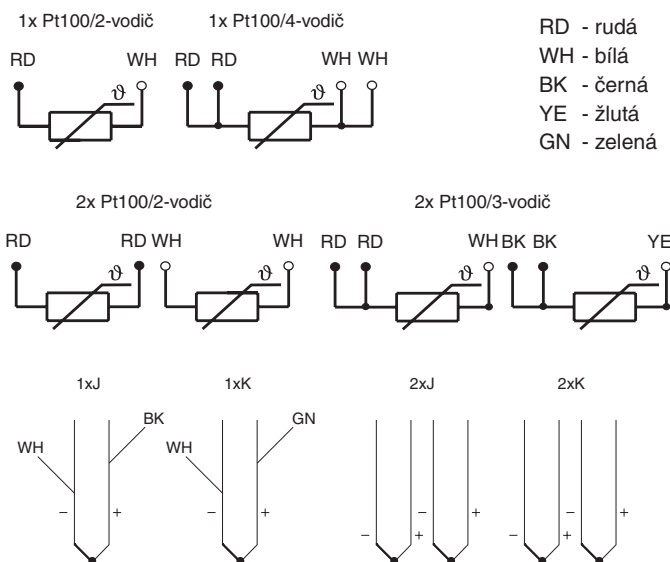 1x Pt100/2-vodič 1x Pt100/4-vodič
RD WH RD RD WH WH
ϑ ϑ
RD - rudá
WH - bílá
BK - černá
YE - žlutá
GN - zelená
2x Pt100/2-vodič 2x Pt100/3-vodič
RD RD WH WH RD RD WH BK BK YE
ϑ ϑ ϑ ϑ
1xJ 1xK 2xJ 2xK
BK GN
WH WH
– + – + – –
– + + – + +